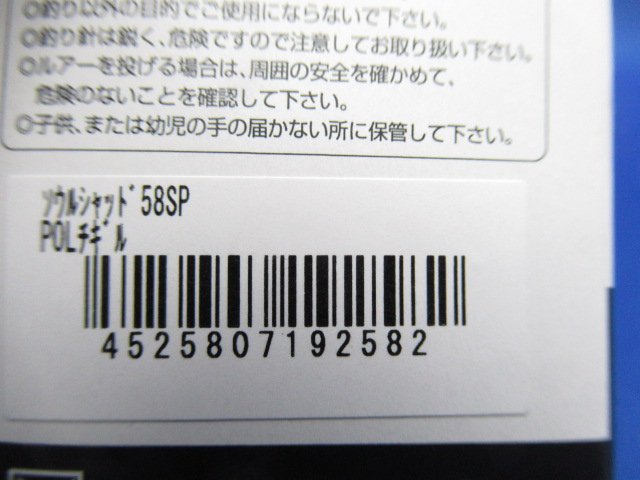 ◎釣り以外の目的でご使用にならないで下さい。
◎釣り針は鋭く、危険ですので注意してお取り扱い下さい。
◎ルアーを投げる場合は、周囲の安全を確かめて、
危険のないことを確認して下さい。
◎子供、または幼児の手の届かない所に保管して下さい。
ｿｳﾙｼｬｯﾄﾞ58SP
POLﾁｷﾞﾙ
4525807192582